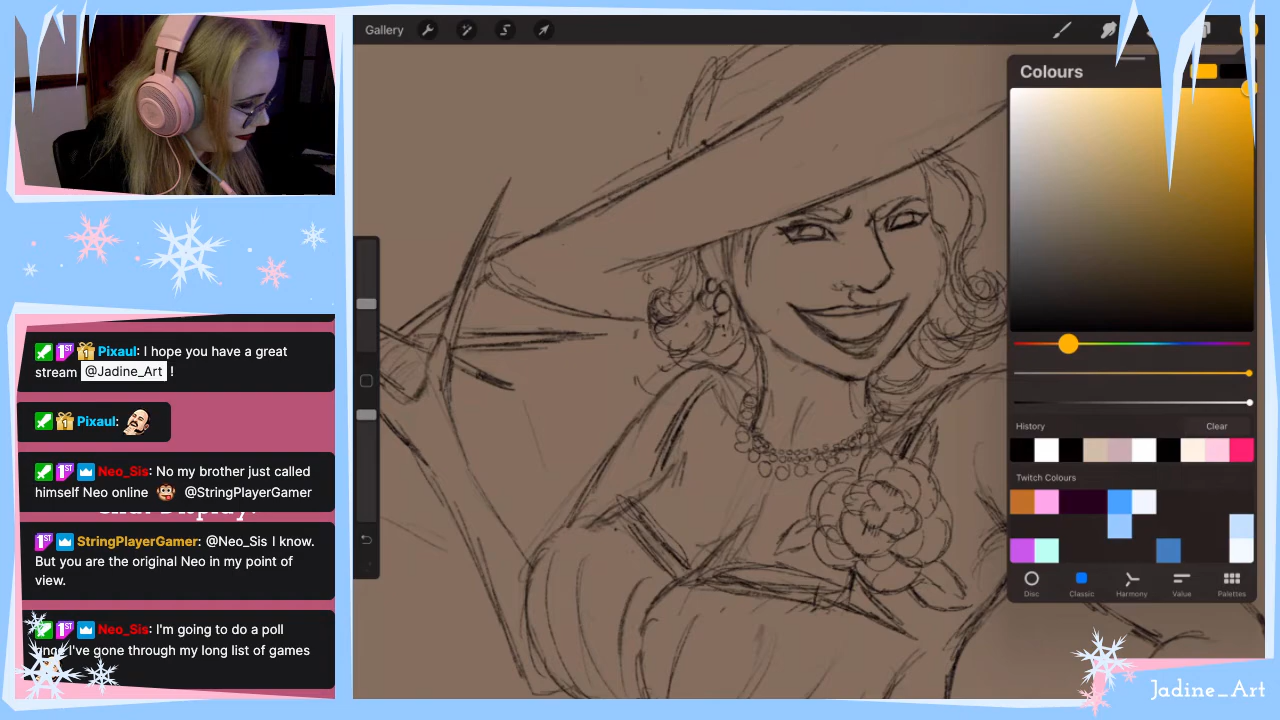 Gallery
Colours
History
Clear
Twitch Colours
Disc
Classic
Harmony
Value
Palettes
Pixaul: I hope you have a great
stream @Jadine_Art !
Pixaul:
Neo_Sis: No my brother just called
himself Neo online @StringPlayerGamer
Chat Display:
StringPlayerGamer: @Neo_Sis I know.
But you are the original Neo in my point of
view.
Neo_Sis: I'm going to do a poll
once I've gone through my long list of games
Jadine_Art